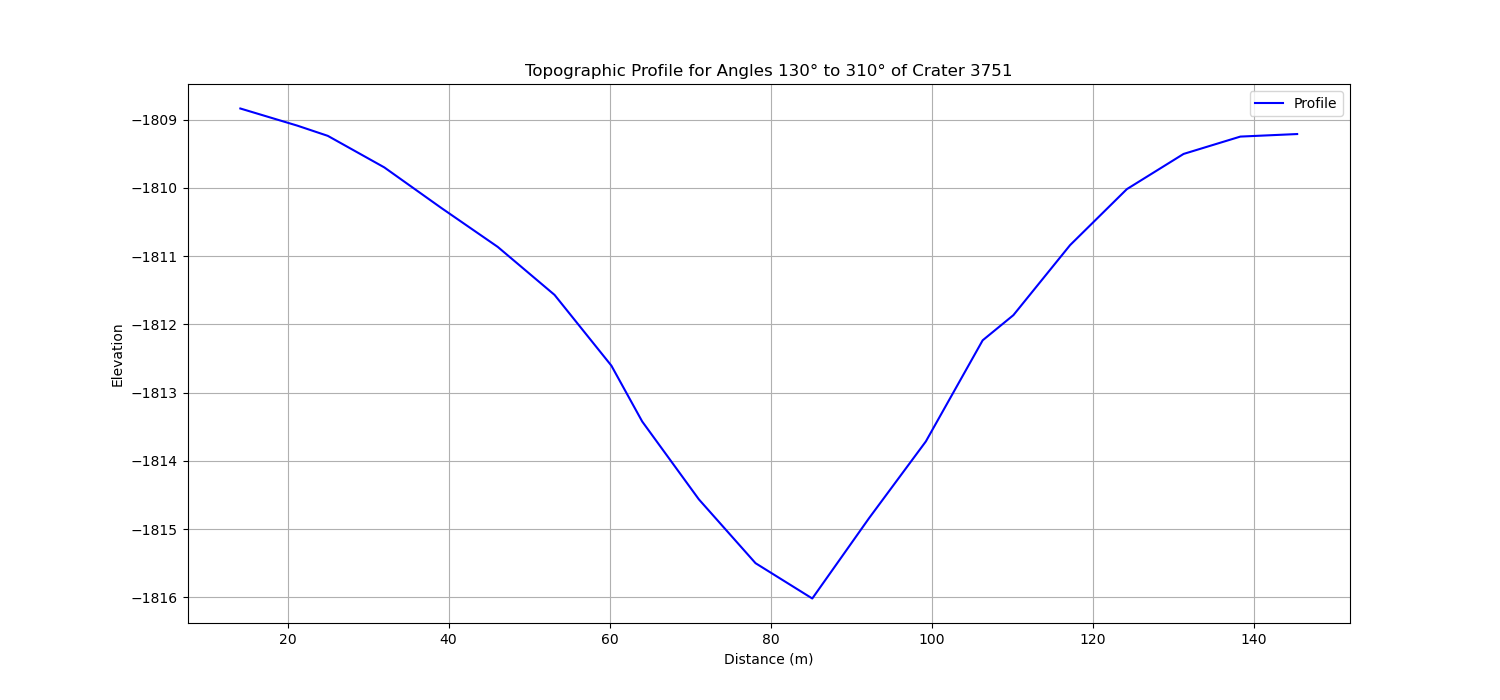 Topographic Profile for Angles 130° to 310° of Crater 3751
Profile
−1809
−1810
−1811
−1812
−1813
−1814
−1815
−1816
Elevation
20 40 60 80 100 120 140
Distance (m)